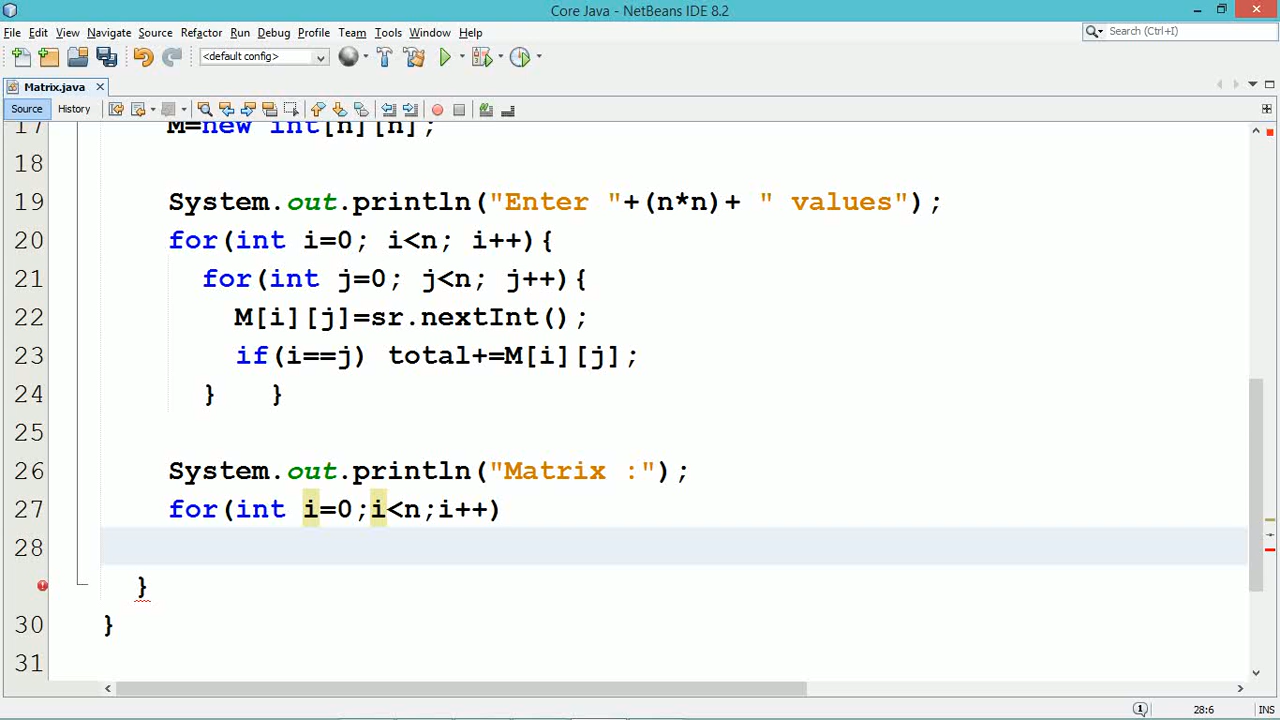 Core Java - NetBeans IDE 8.2
File Edit View Navigate Source Refactor Run Debug Profile Team Tools Window Help
Search (Ctrl+I)
<default config>
Matrix.java
Source History
17 M=new int[n][n];
18
19 System.out.println("Enter "+(n*n)+ " values");
20 for(int i=0; i<n; i++){
21 for(int j=0; j<n; j++){
22 M[i][j]=sr.nextInt();
23 if(i==j) total+=M[i][j];
24 } }
25
26 System.out.println("Matrix :");
27 for(int i=0;i<n;i++)
28
}
30 }
31
1 28:6 INS